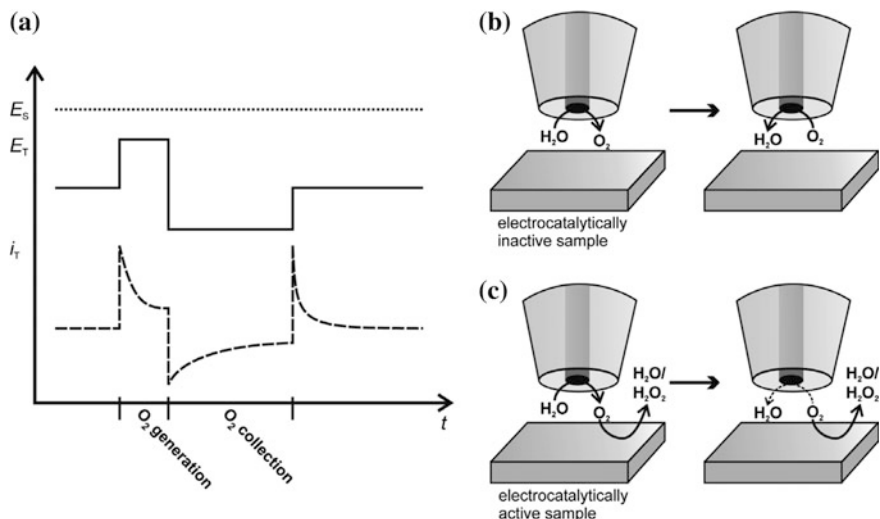 (a)
E_S
E_T
i_T
O₂ generation
O₂ collection
t
(b)
H₂O
O₂
H₂O
O₂
electrocatalytically
inactive sample
(c)
H₂O/
H₂O₂
H₂O
O₂
H₂O/
H₂O₂
H₂O
O₂
electrocatalytically
active sample